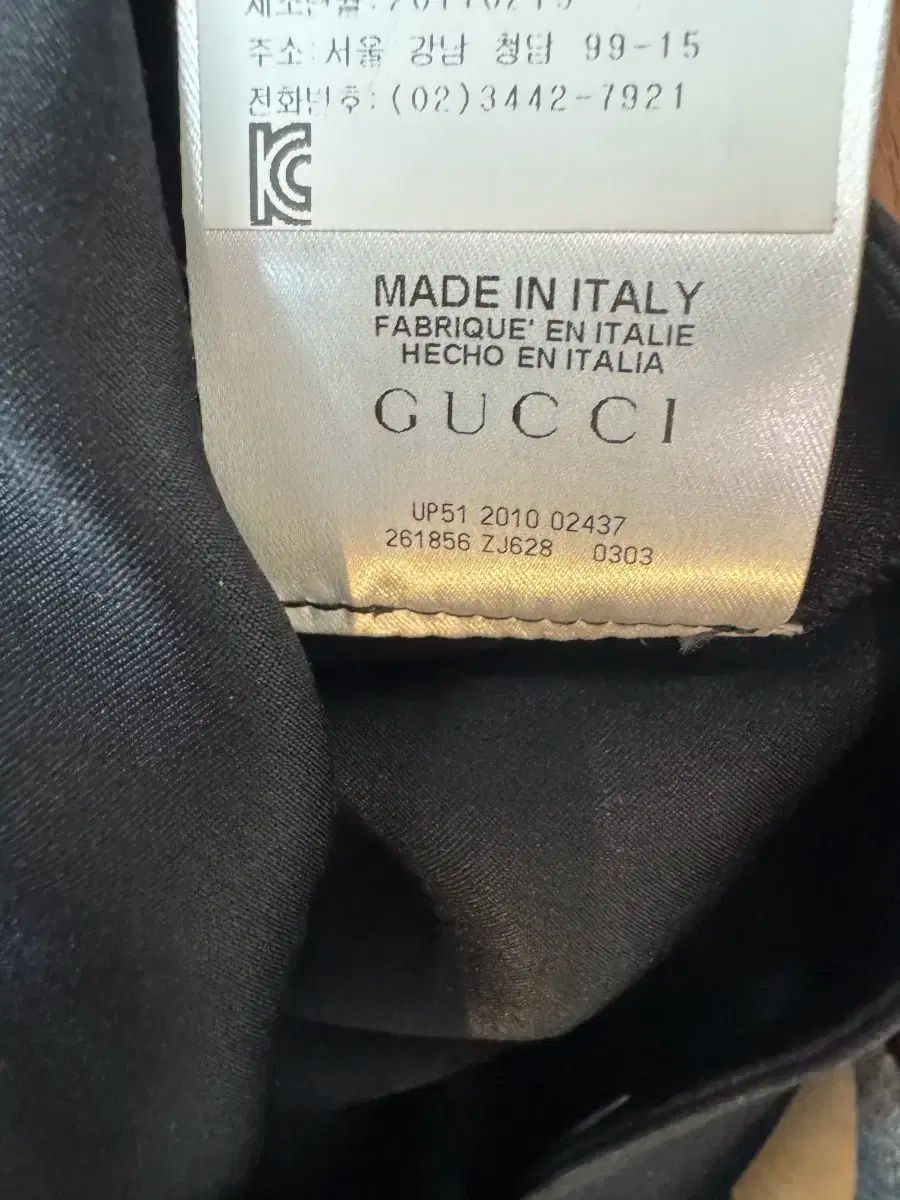 주소:서울 강남 청담 99-15
전화번호:(02)3442-7921
KC
MADE IN ITALY
FABRIQUE' EN ITALIE
HECHO EN ITALIA
GUCCI
UP51 2010 02437
261856 ZJ628 0303